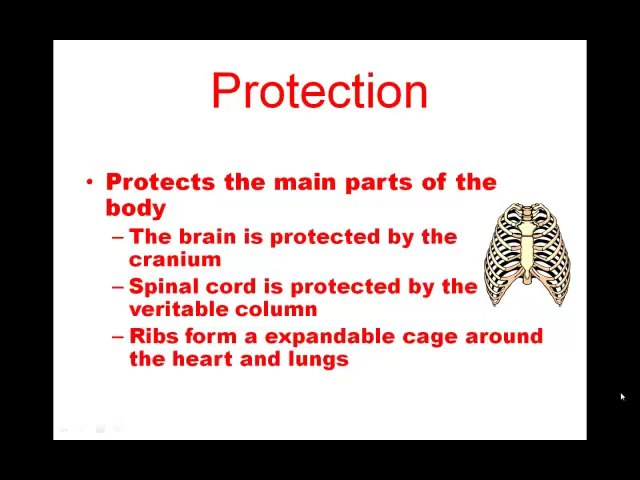 Protection
• Protects the main parts of the
body
– The brain is protected by the
cranium
– Spinal cord is protected by the
veritable column
– Ribs form a expandable cage around
the heart and lungs